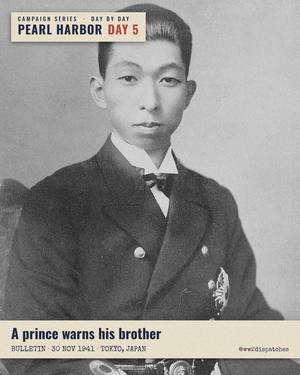 CAMPAIGN SERIES · DAY BY DAY
PEARL HARBOR DAY 5
A prince warns his brother
BULLETIN · 30 NOV 1941 · TOKYO, JAPAN
@ww2dispatches